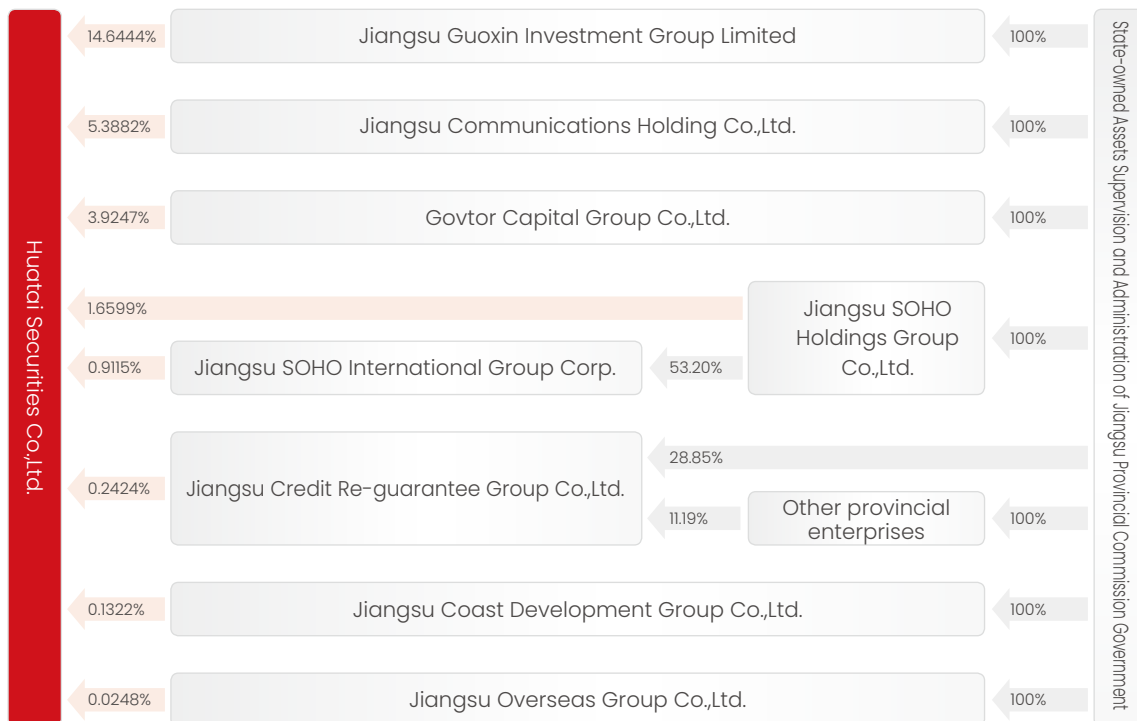 Huatai Securities Co.,Ltd.
14.6444%
Jiangsu Guoxin Investment Group Limited
100%
5.3882%
Jiangsu Communications Holding Co.,Ltd.
100%
3.9247%
Govtor Capital Group Co.,Ltd.
100%
1.6599%
Jiangsu SOHO
Holdings Group
Co.,Ltd.
100%
0.9115%
Jiangsu SOHO International Group Corp.
53.20%
0.2424%
Jiangsu Credit Re-guarantee Group Co.,Ltd.
28.85%
11.19%
Other provincial
enterprises
100%
0.1322%
Jiangsu Coast Development Group Co.,Ltd.
100%
0.0248%
Jiangsu Overseas Group Co.,Ltd.
100%
State-owned Assets Supervision and Administration of Jiangsu Provincial Commission Government